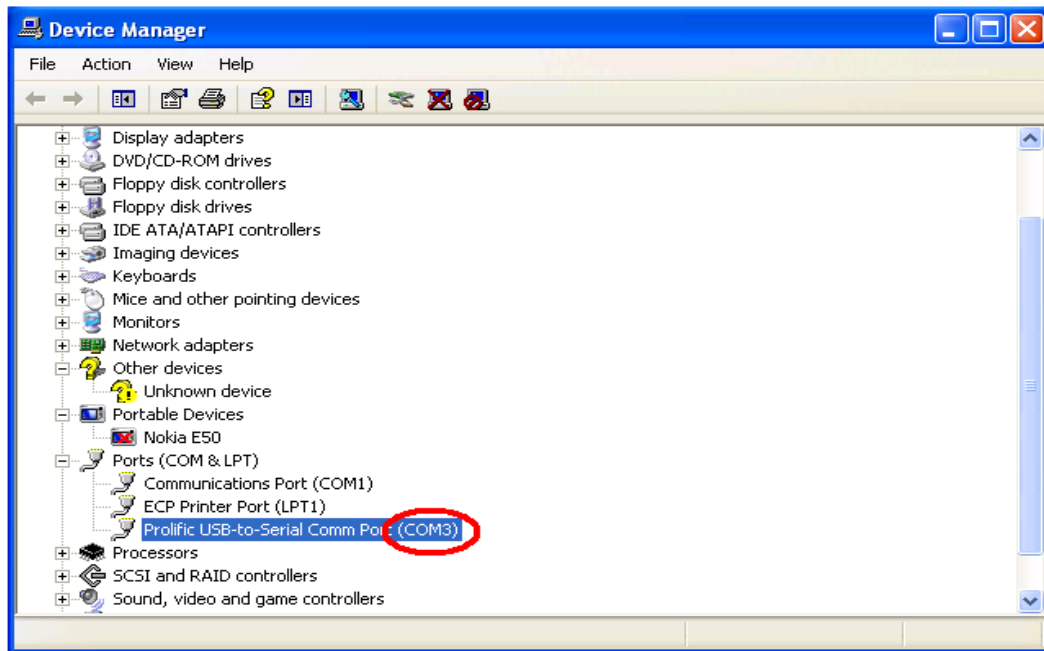 Device Manager
File Action View Help
Display adapters
DVD/CD-ROM drives
Floppy disk controllers
Floppy disk drives
IDE ATA/ATAPI controllers
Imaging devices
Keyboards
Mice and other pointing devices
Monitors
Network adapters
Other devices
Unknown device
Portable Devices
Nokia E50
Ports (COM & LPT)
Communications Port (COM1)
ECP Printer Port (LPT1)
Prolific USB-to-Serial Comm Port (COM3)
Processors
SCSI and RAID controllers
Sound, video and game controllers